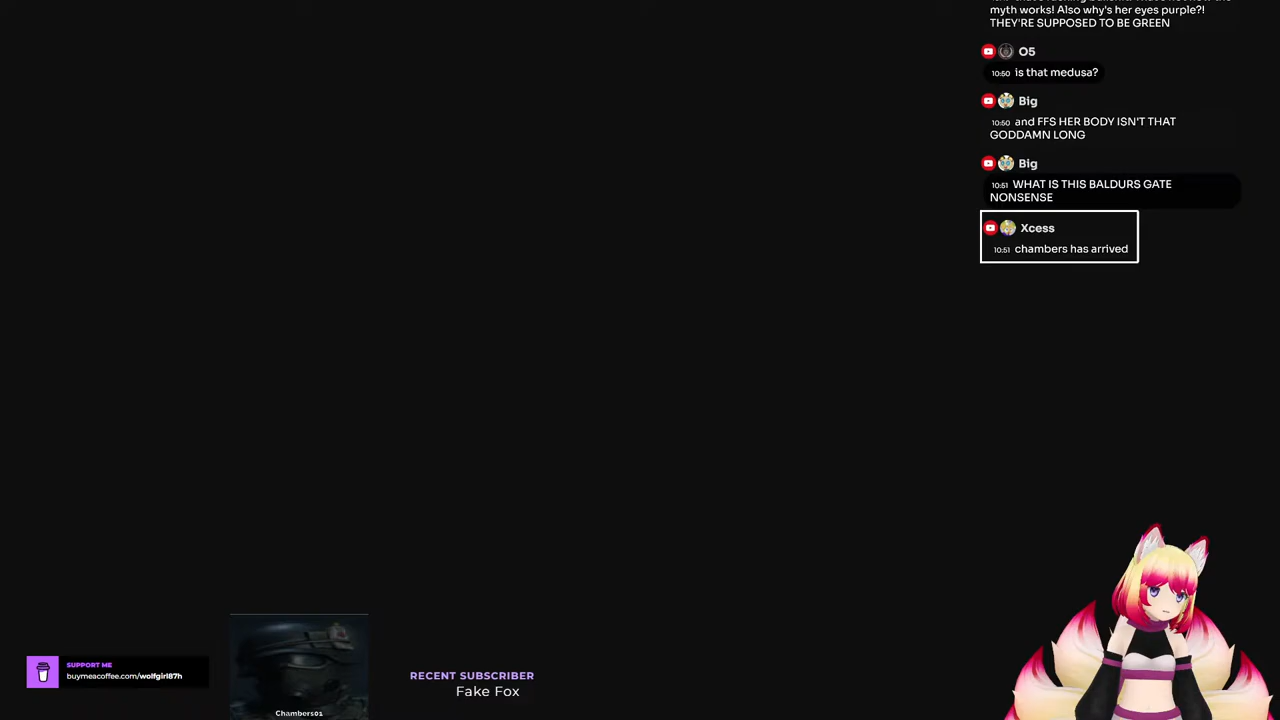 myth works! Also why's her eyes purple?!
THEY'RE SUPPOSED TO BE GREEN
O5
10:50 is that medusa?
Big
10:50 and FFS HER BODY ISN'T THAT
GODDAMN LONG
Big
10:51 WHAT IS THIS BALDURS GATE
NONSENSE
Xcess
10:51 chambers has arrived
SUPPORT ME
buymeacoffee.com/wolfgirl87h
Chambers01
RECENT SUBSCRIBER
Fake Fox